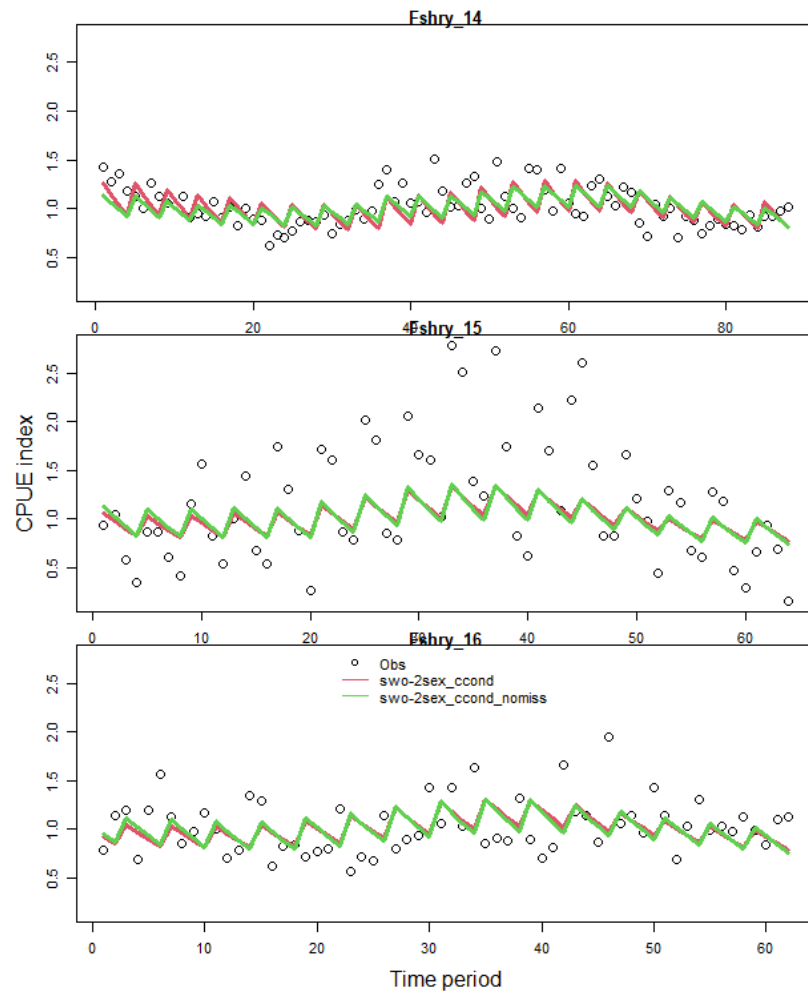 Fshry_14
0.5 1.0 1.5 2.0 2.5
0 20 40 60 80
Fshry_15
0.5 1.0 1.5 2.0 2.5
CPUE index
0 10 20 30 40 50 60
Fshry_16
Obs
swo-2sex_ccond
swo-2sex_ccond_nomiss
0.5 1.0 1.5 2.0 2.5
0 10 20 30 40 50 60
Time period